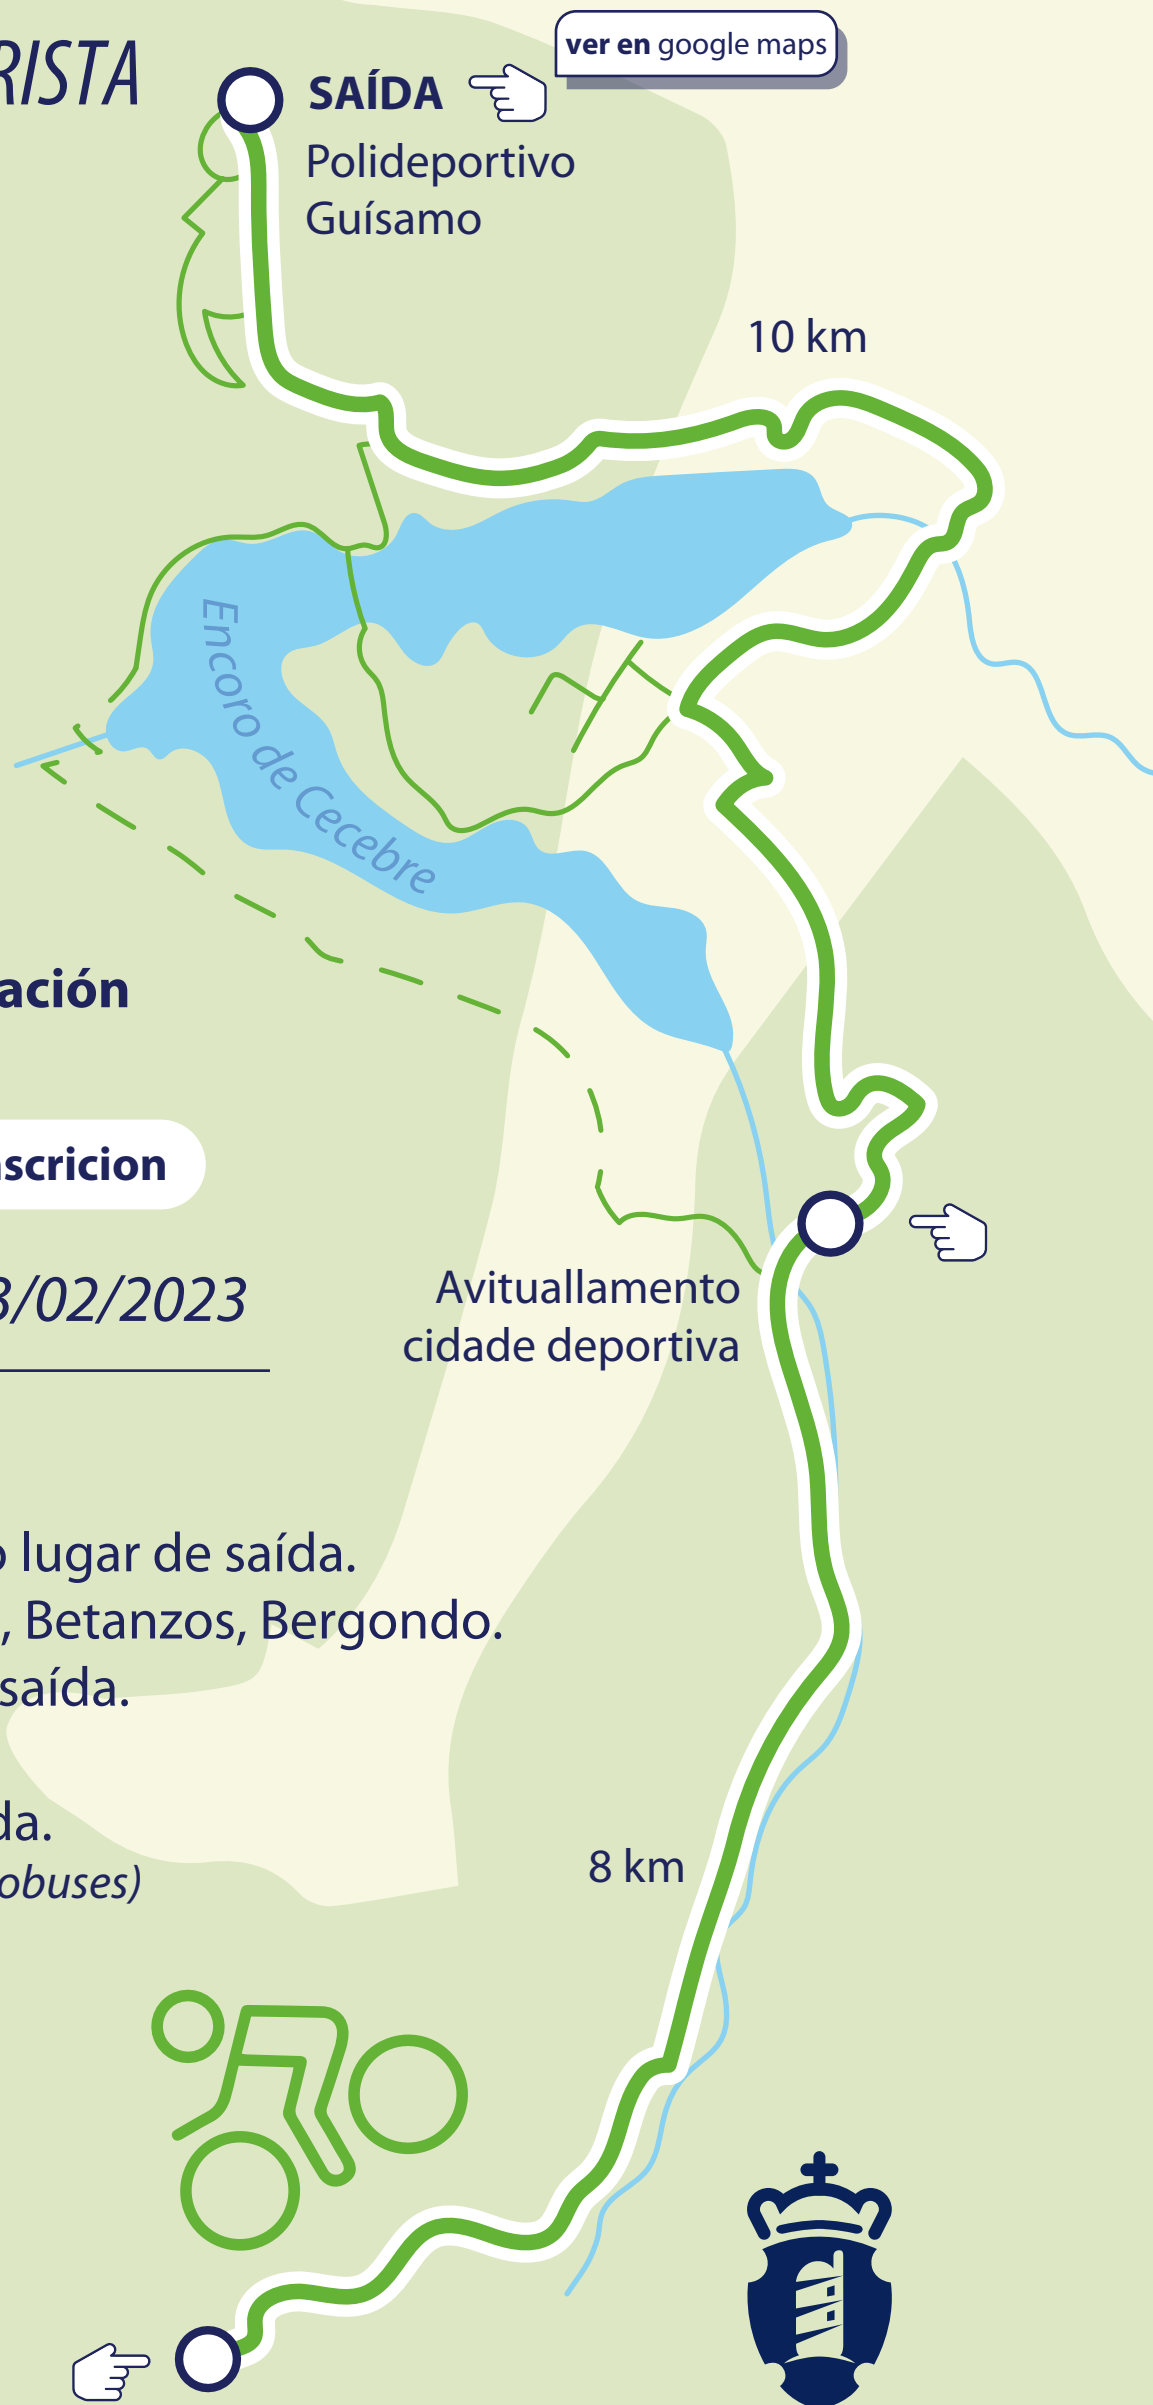 RISTA
ver en google maps
SAÍDA
Polideportivo
Guísamo
10 km
Encoro de Cecebre
ación
scricion
/02/2023
Avituallamento
cidade deportiva
o lugar de saída.
, Betanzos, Bergondo.
saída.
da.
obuses)
8 km